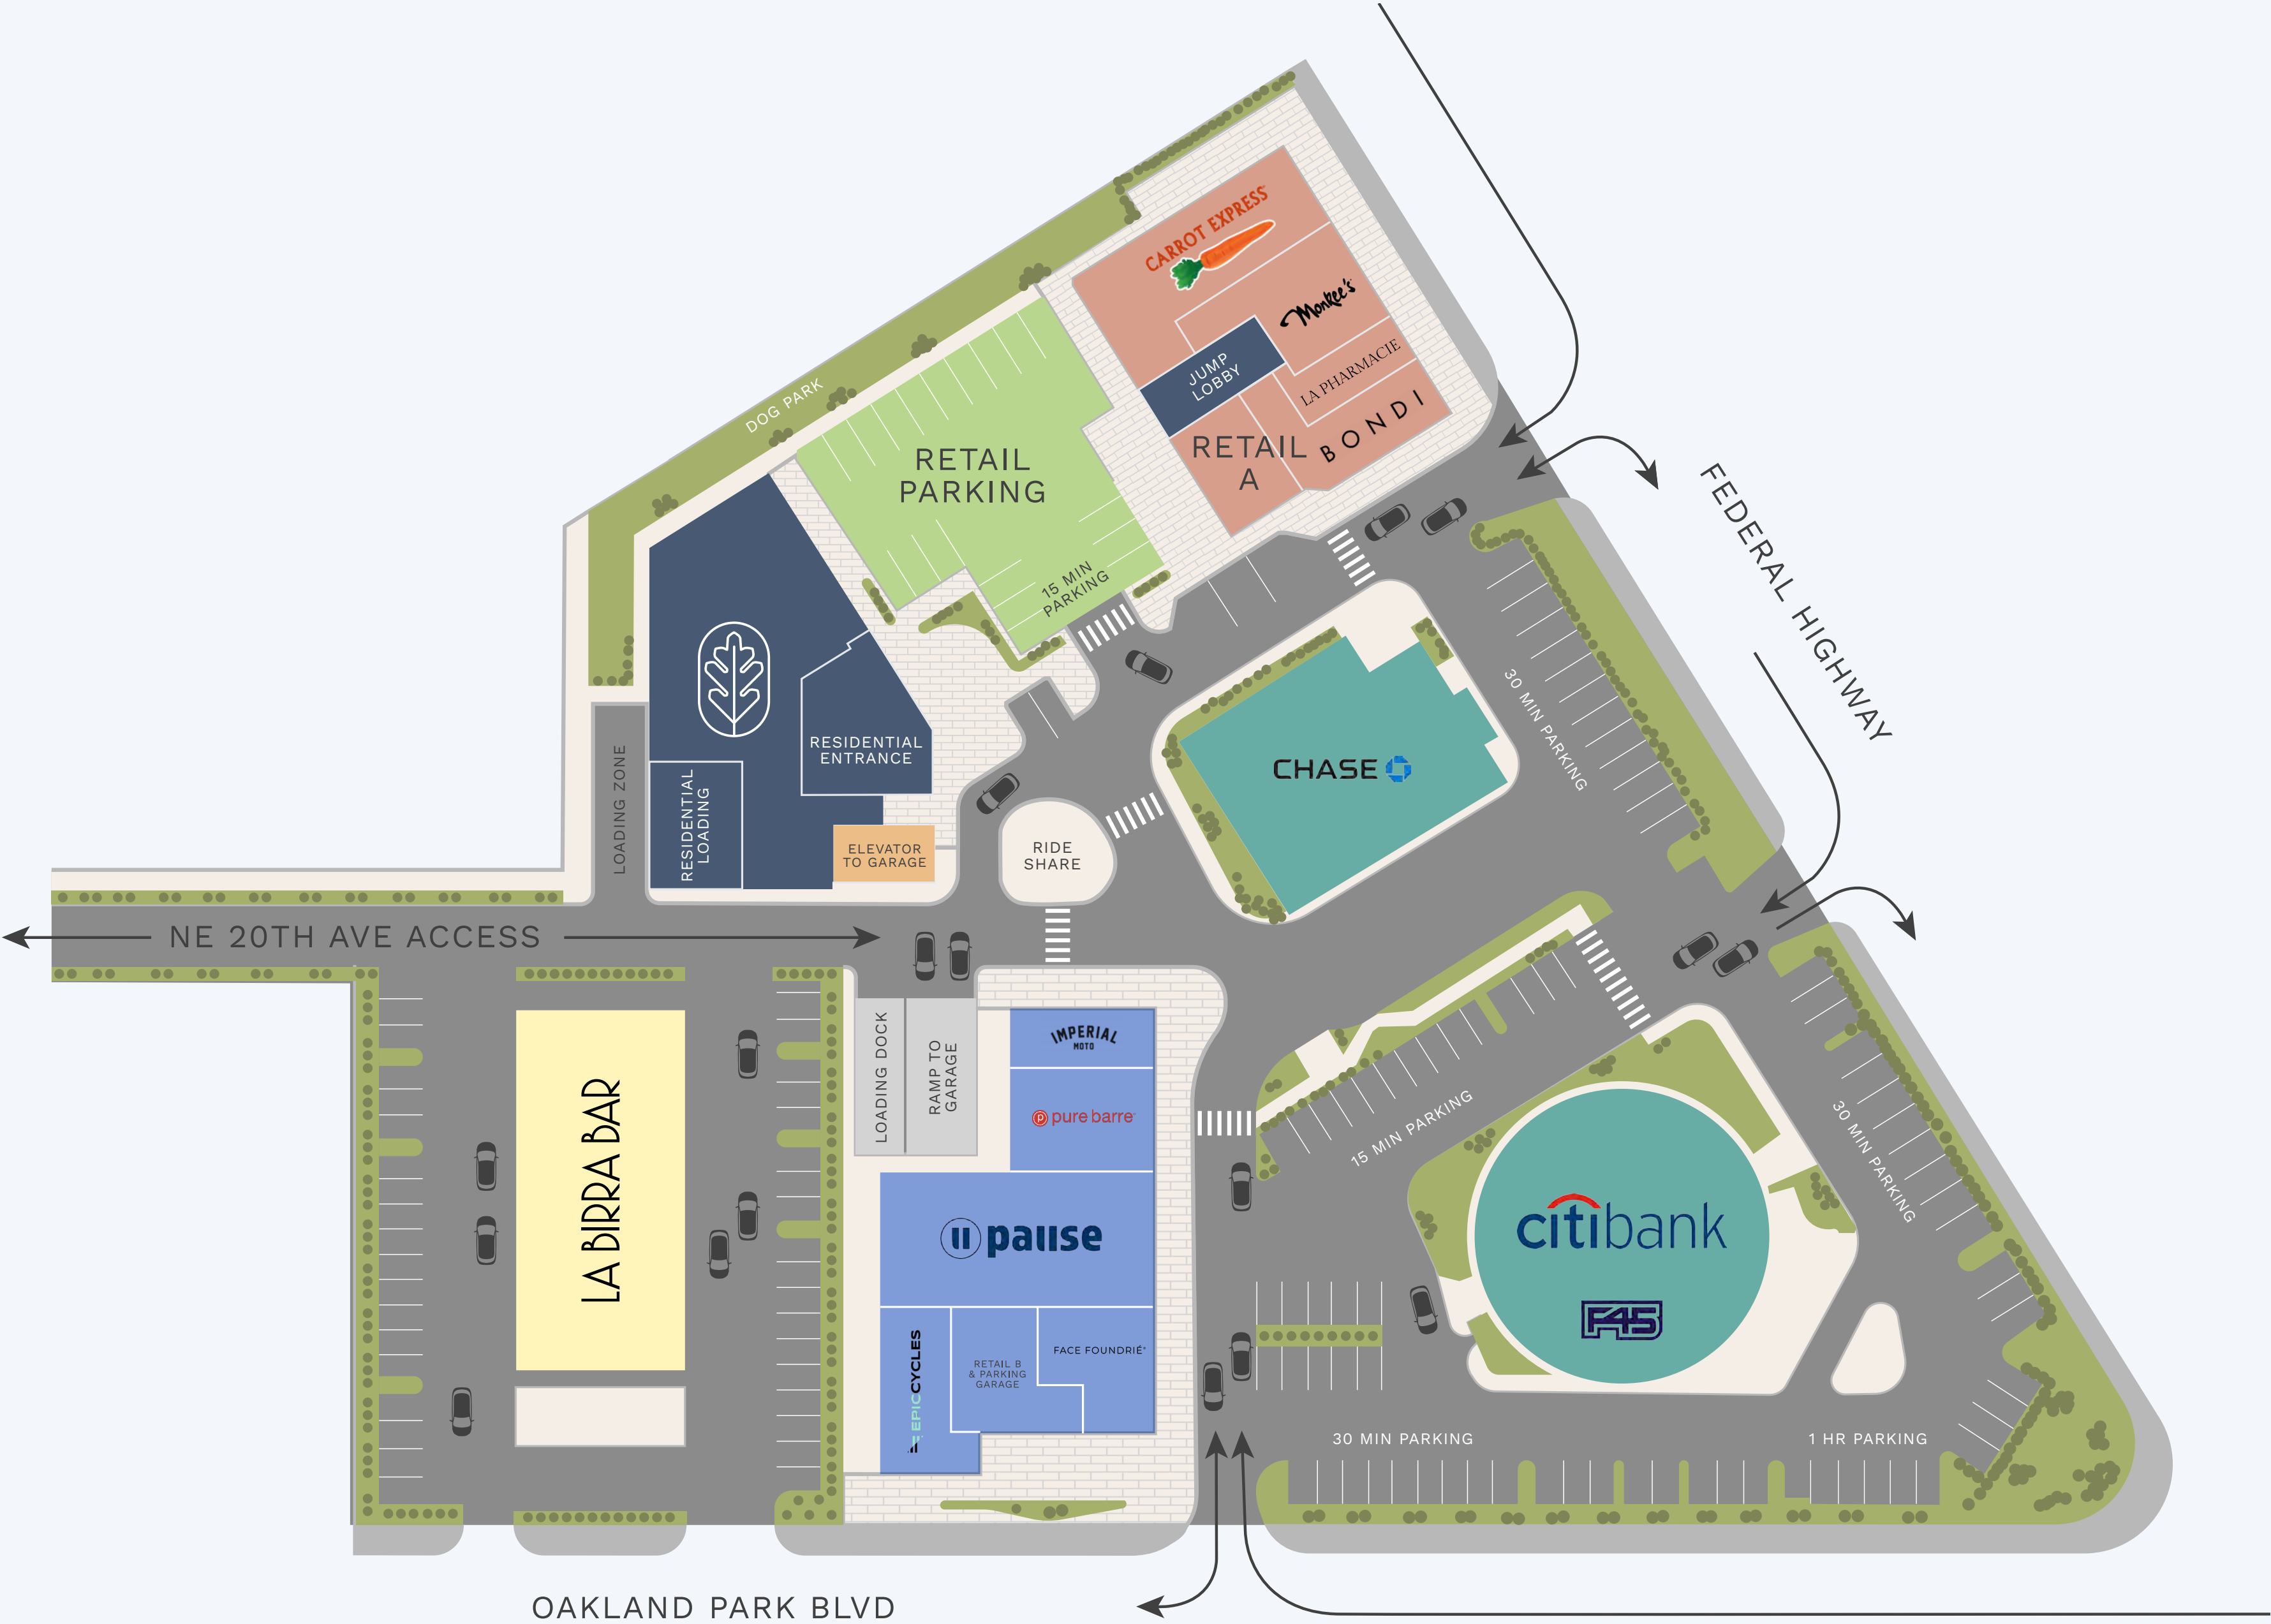 CARROT EXPRESS
Monkee's
JUMP
LOBBY
LA PHARMACIE
BONDI
RETAIL
A
DOG PARK
RETAIL
PARKING
15 MIN
PARKING
FEDERAL HIGHWAY
30 MIN PARKING
CHASE
RESIDENTIAL
ENTRANCE
RESIDENTIAL
LOADING
LOADING ZONE
ELEVATOR
TO GARAGE
RIDE
SHARE
NE 20TH AVE ACCESS
LA BIRRA BAR
LOADING DOCK
RAMP TO
GARAGE
IMPERIAL
MOTO
p pure barre
pause
EPICCYCLES
RETAIL B
& PARKING
GARAGE
FACE FOUNDRIÉ
15 MIN PARKING
30 MIN PARKING
citibank
F45
30 MIN PARKING
1 HR PARKING
OAKLAND PARK BLVD